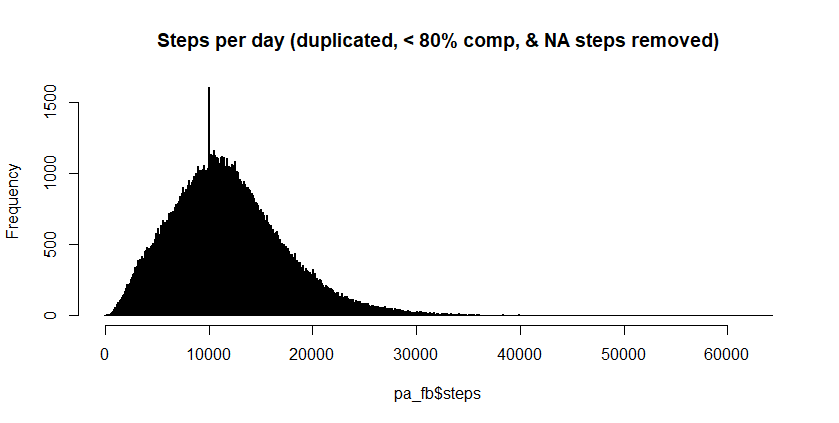 Steps per day (duplicated, < 80% comp, & NA steps removed)
Frequency
1500
1000
500
0
0 10000 20000 30000 40000 50000 60000
pa_fb$steps